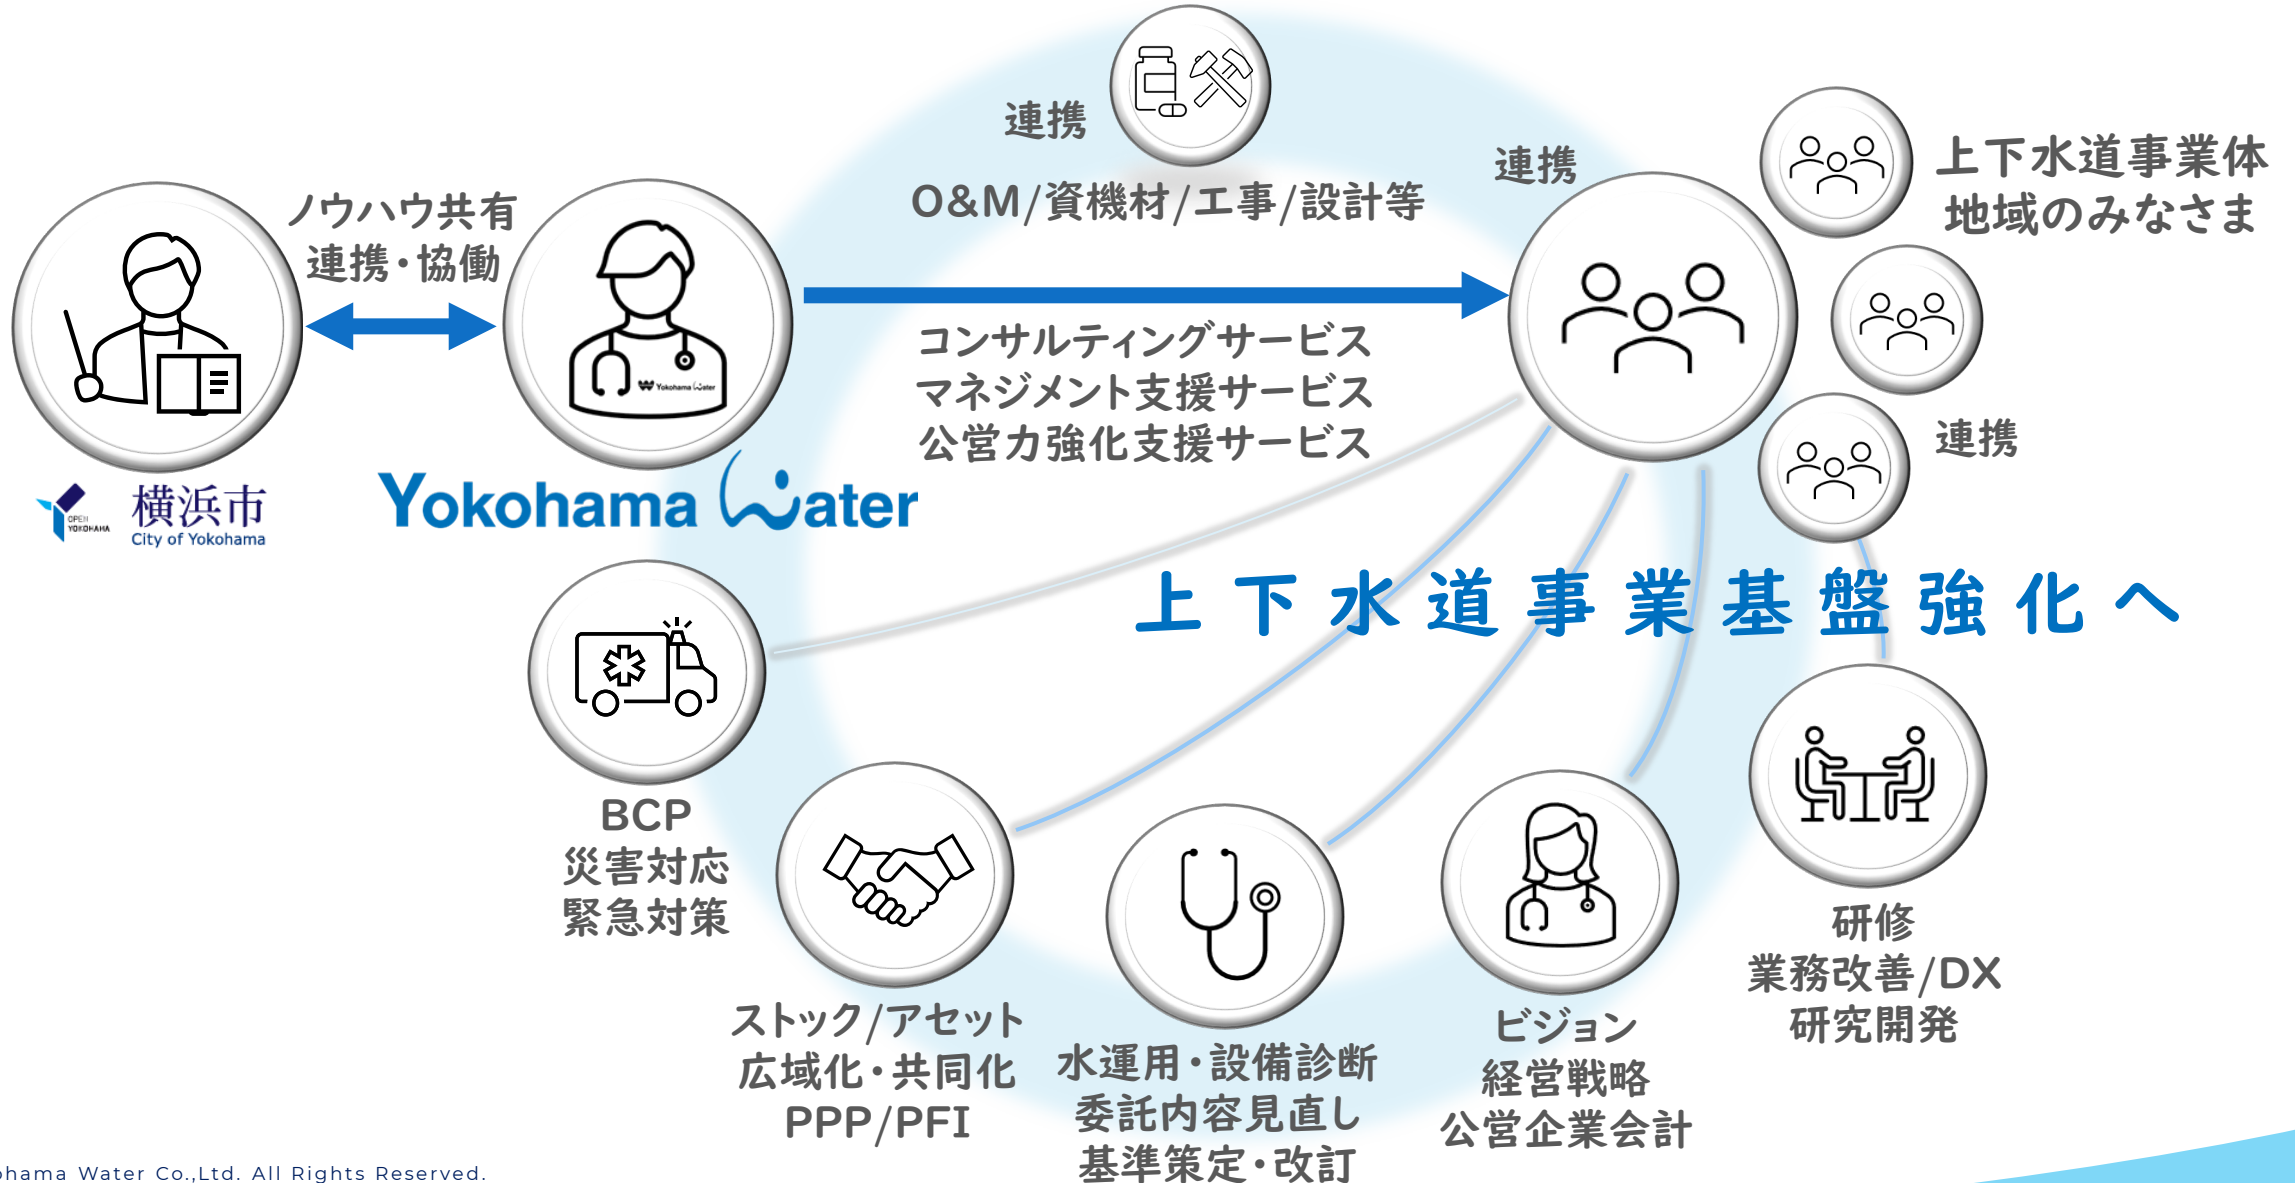 連携
連携
上下水道事業体
地域のみなさま
ノウハウ共有
連携・協働
O&M/資機材/工事/設計等
コンサルティングサービス
マネジメント支援サービス
公営力強化支援サービス
Yokohama Water
連携
OPEN
YOKOHAMA
横浜市
City of Yokohama
Yokohama Water
上下水道事業基盤強化へ
BCP
災害対応
緊急対策
ストック/アセット
広域化・共同化
PPP/PFI
水運用・設備診断
委託内容見直し
基準策定・改訂
ビジョン
経営戦略
公営企業会計
研修
業務改善/DX
研究開発
ohama Water Co.,Ltd. All Rights Reserved.